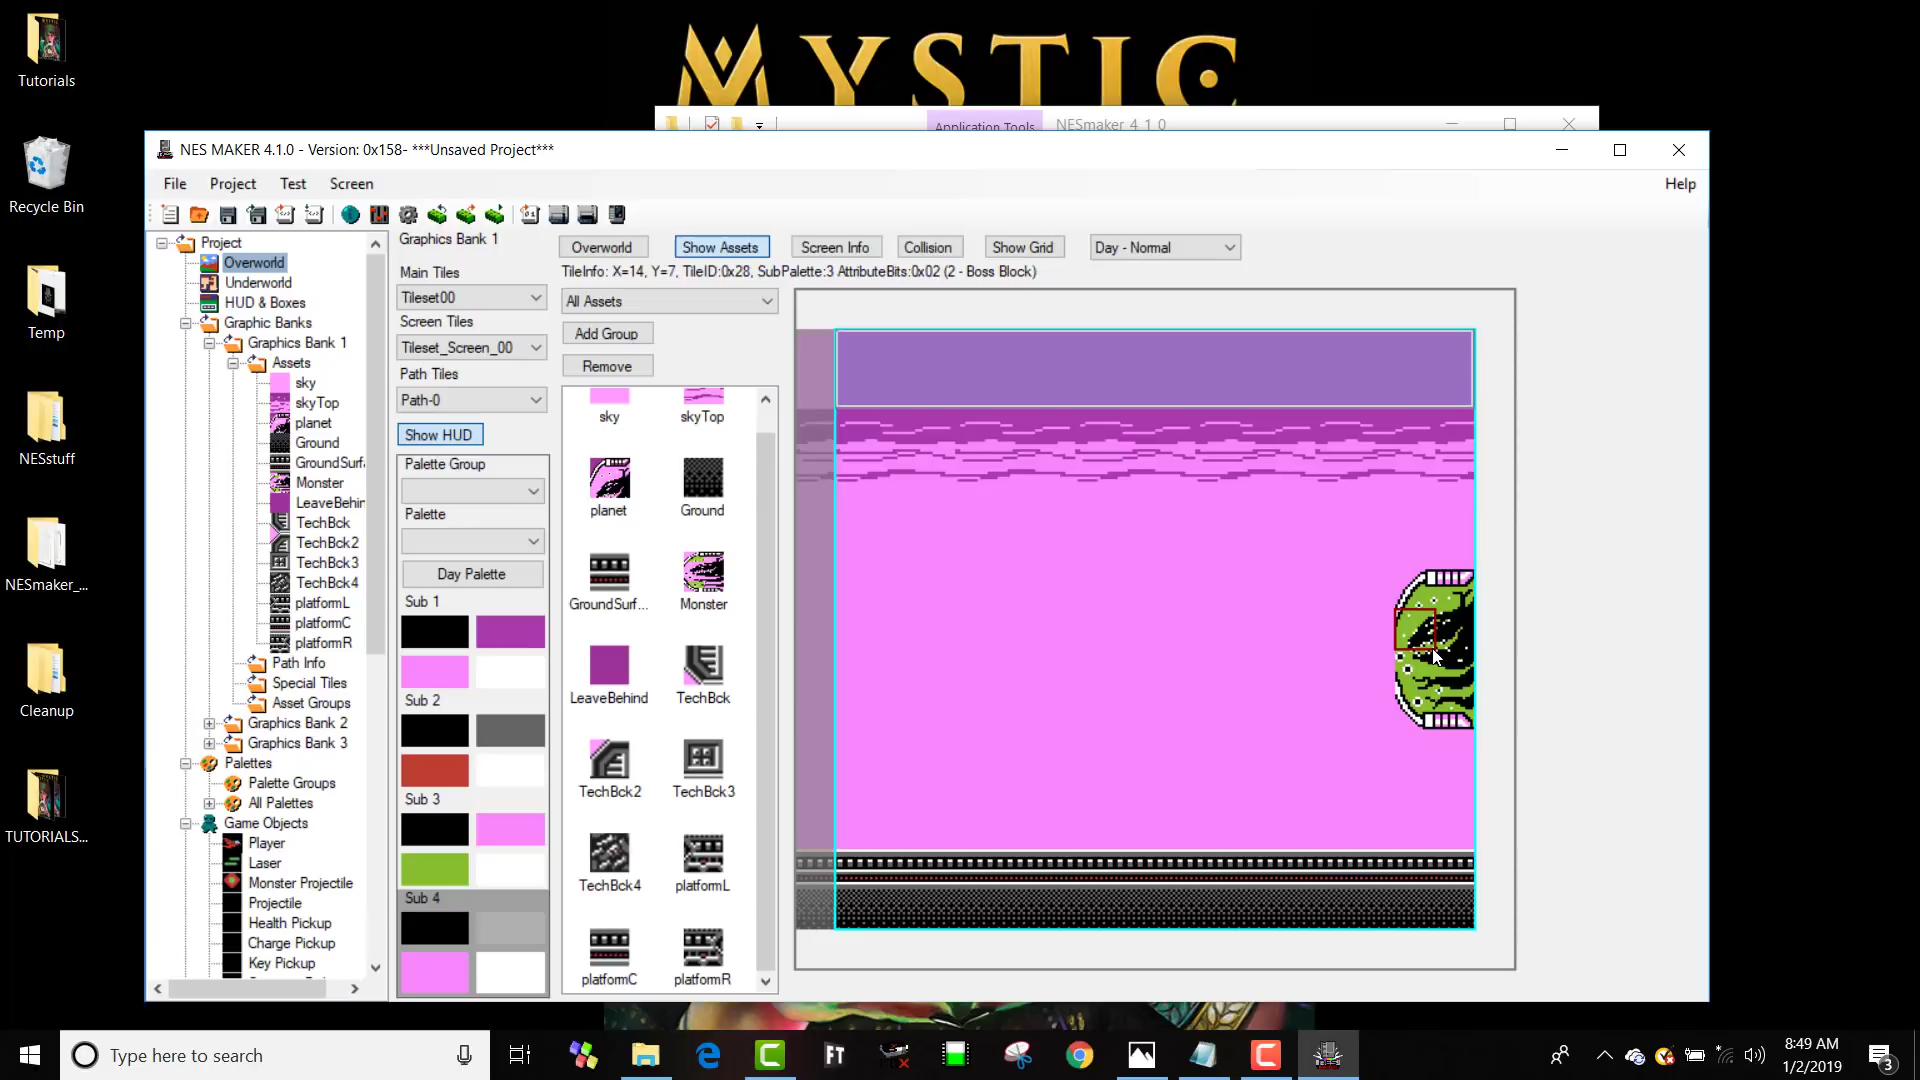 MYSTIC
Tutorials
Recycle Bin
Temp
NESstuff
NESmaker_...
Cleanup
TUTORIALS...
Application Tools
NESmaker_4_1_0
NES MAKER 4.1.0 - Version: 0x158- ***Unsaved Project***
File
Project
Test
Screen
Help
Project
Overworld
Underworld
HUD & Boxes
Graphic Banks
Graphics Bank 1
Assets
sky
skyTop
planet
Ground
GroundSurf
Monster
LeaveBehin
TechBck
TechBck2
TechBck3
TechBck4
platformL
platformC
platformR
Path Info
Special Tiles
Asset Groups
Graphics Bank 2
Graphics Bank 3
Palettes
Palette Groups
All Palettes
Game Objects
Player
Laser
Monster Projectile
Projectile
Health Pickup
Charge Pickup
Key Pickup
Graphics Bank 1
Main Tiles
Tileset00
Screen Tiles
Tileset_Screen_00
Path Tiles
Path-0
Show HUD
Palette Group
Palette
Day Palette
Sub 1
Sub 2
Sub 3
Sub 4
Overworld
Show Assets
Screen Info
Collision
Show Grid
Day - Normal
TileInfo: X=14, Y=7, TileID:0x28, SubPalette:3 AttributeBits:0x02 (2 - Boss Block)
All Assets
Add Group
Remove
sky
skyTop
planet
Ground
GroundSurf...
Monster
LeaveBehind
TechBck
TechBck2
TechBck3
TechBck4
platformL
platformC
platformR
Type here to search
FT
8:49 AM
1/2/2019
3